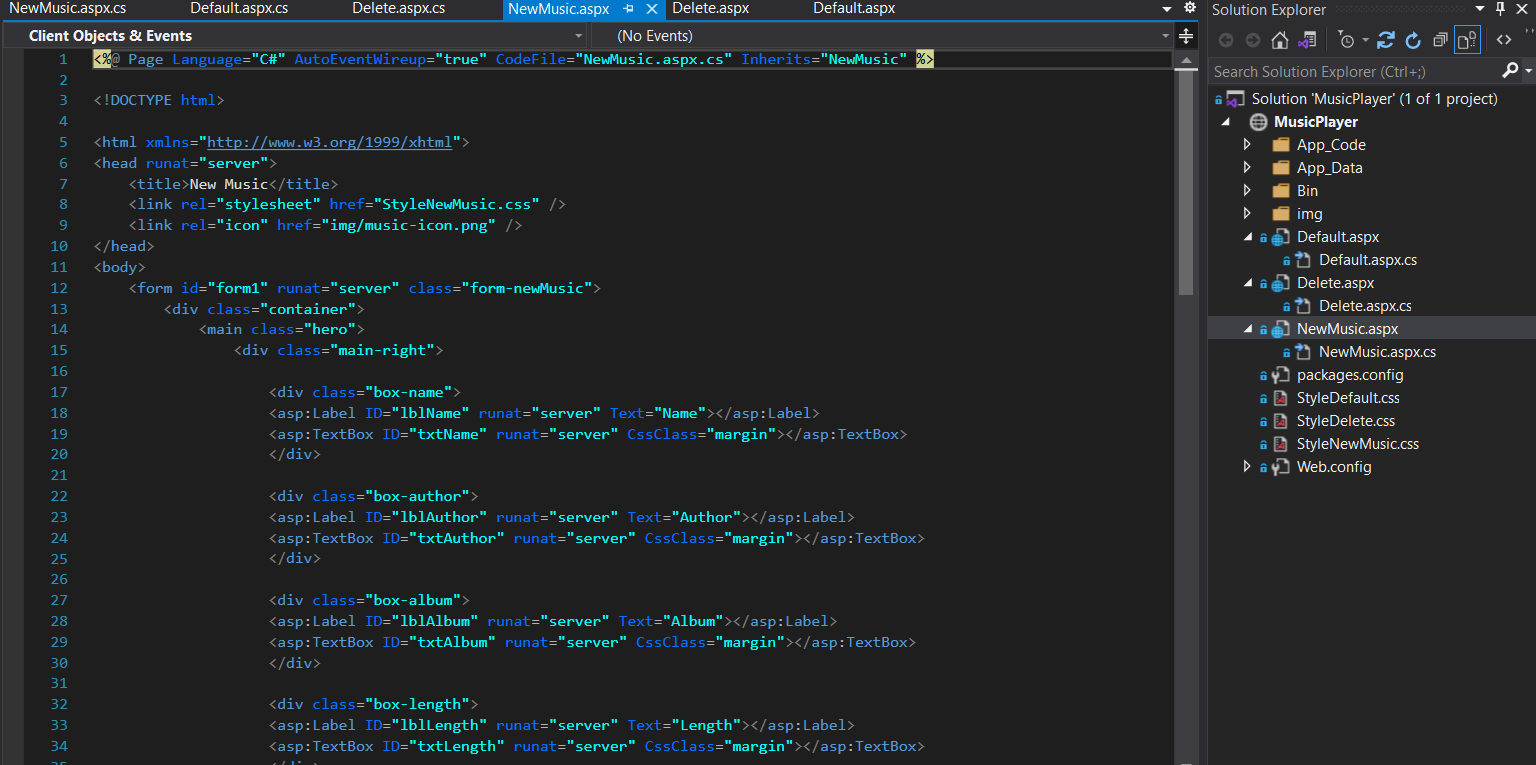 NewMusic.aspx.cs Default.aspx.cs Delete.aspx.cs NewMusic.aspx Delete.aspx Default.aspx
Client Objects & Events (No Events)
1 <%@ Page Language="C#" AutoEventWireup="true" CodeFile="NewMusic.aspx.cs" Inherits="NewMusic" %>
2
3 <!DOCTYPE html>
4
5 <html xmlns="http://www.w3.org/1999/xhtml">
6 <head runat="server">
7 <title>New Music</title>
8 <link rel="stylesheet" href="StyleNewMusic.css" />
9 <link rel="icon" href="img/music-icon.png" />
10 </head>
11 <body>
12 <form id="form1" runat="server" class="form-newMusic">
13 <div class="container">
14 <main class="hero">
15 <div class="main-right">
16
17 <div class="box-name">
18 <asp:Label ID="lblName" runat="server" Text="Name"></asp:Label>
19 <asp:TextBox ID="txtName" runat="server" CssClass="margin"></asp:TextBox>
20 </div>
21
22 <div class="box-author">
23 <asp:Label ID="lblAuthor" runat="server" Text="Author"></asp:Label>
24 <asp:TextBox ID="txtAuthor" runat="server" CssClass="margin"></asp:TextBox>
25 </div>
26
27 <div class="box-album">
28 <asp:Label ID="lblAlbum" runat="server" Text="Album"></asp:Label>
29 <asp:TextBox ID="txtAlbum" runat="server" CssClass="margin"></asp:TextBox>
30 </div>
31
32 <div class="box-length">
33 <asp:Label ID="lblLength" runat="server" Text="Length"></asp:Label>
34 <asp:TextBox ID="txtLength" runat="server" CssClass="margin"></asp:TextBox>
Solution Explorer
Search Solution Explorer (Ctrl+;)
Solution 'MusicPlayer' (1 of 1 project)
MusicPlayer
App_Code
App_Data
Bin
img
Default.aspx
Default.aspx.cs
Delete.aspx
Delete.aspx.cs
NewMusic.aspx
NewMusic.aspx.cs
packages.config
StyleDefault.css
StyleDelete.css
StyleNewMusic.css
Web.config